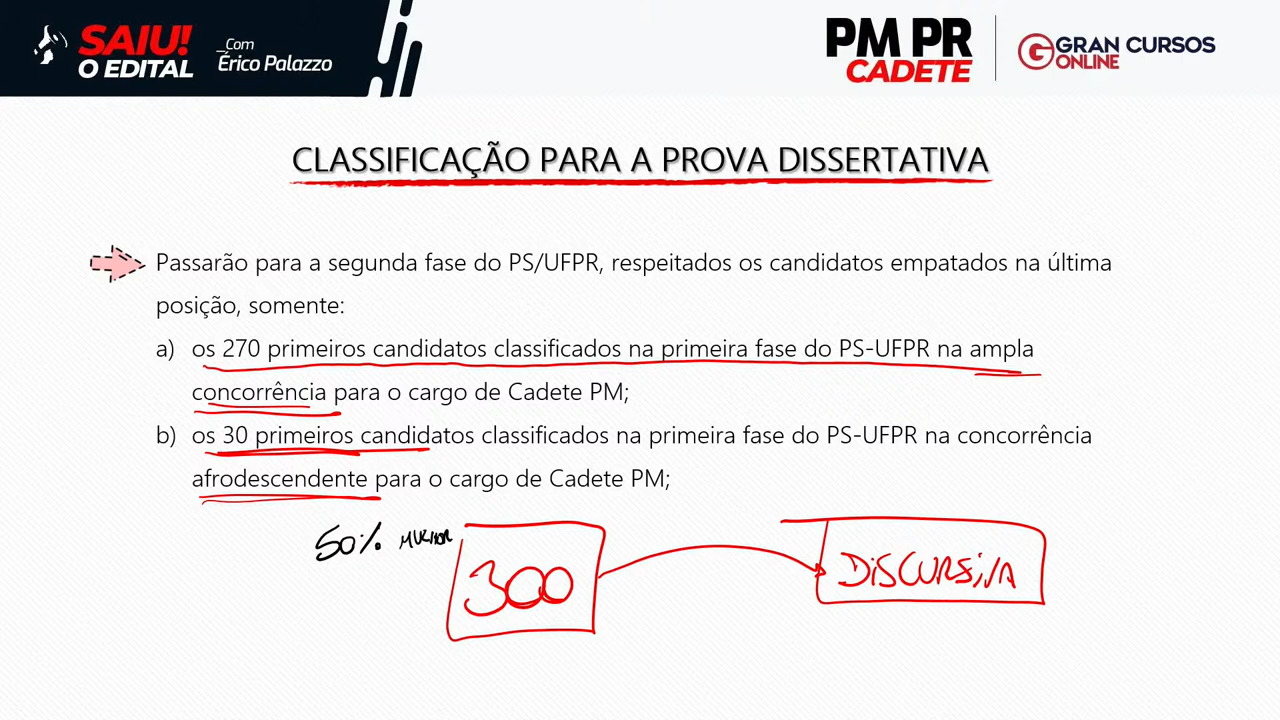 SAIU!
O EDITAL
_Com
Érico Palazzo
PM PR
CADETE
GRAN CURSOS
ONLINE
CLASSIFICAÇÃO PARA A PROVA DISSERTATIVA
Passarão para a segunda fase do PS/UFPR, respeitados os candidatos empatados na última
posição, somente:
a) os 270 primeiros candidatos classificados na primeira fase do PS-UFPR na ampla
concorrência para o cargo de Cadete PM;
b) os 30 primeiros candidatos classificados na primeira fase do PS-UFPR na concorrência
afrodescendente para o cargo de Cadete PM;
50%
300
DISCURSIVA